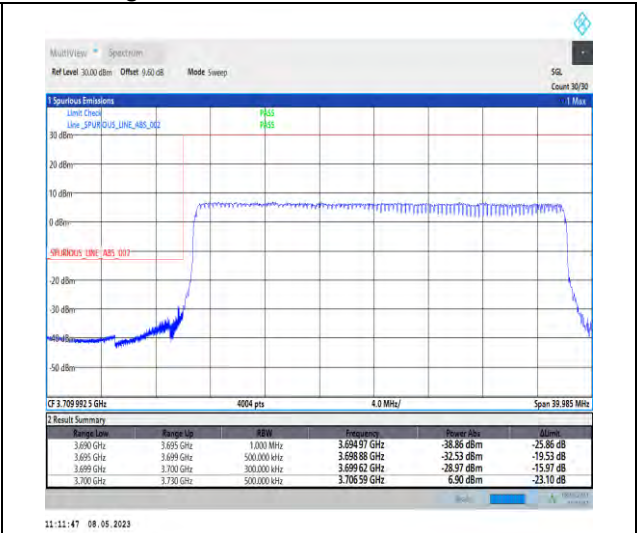 MultiView Spectrum
Ref Level 30.00 dBm Offset 9.60 dB Mode Sweep SGL
Count 30/30
1 Spurious Emissions 1 Max
Limit Check PASS
Line _SPURIOUS_LINE_ABS_002 PASS
30 dBm
20 dBm
10 dBm
0 dBm
_SPURIOUS_LINE_ABS_002
-20 dBm
-30 dBm
-40 dBm
-50 dBm
CF 3.709 992 5 GHz 4004 pts 4.0 MHz/ Span 39.985 MHz
2 Result Summary
Range Low Range Up RBW Frequency Power Abs ΔLimit
3.690 GHz 3.695 GHz 1.000 MHz 3.694 97 GHz -38.86 dBm -25.86 dB
3.695 GHz 3.699 GHz 500.000 kHz 3.698 88 GHz -32.53 dBm -19.53 dB
3.699 GHz 3.700 GHz 300.000 kHz 3.699 62 GHz -28.97 dBm -15.97 dB
3.700 GHz 3.730 GHz 500.000 kHz 3.706 59 GHz 6.90 dBm -23.10 dB
11:11:47 08.05.2023